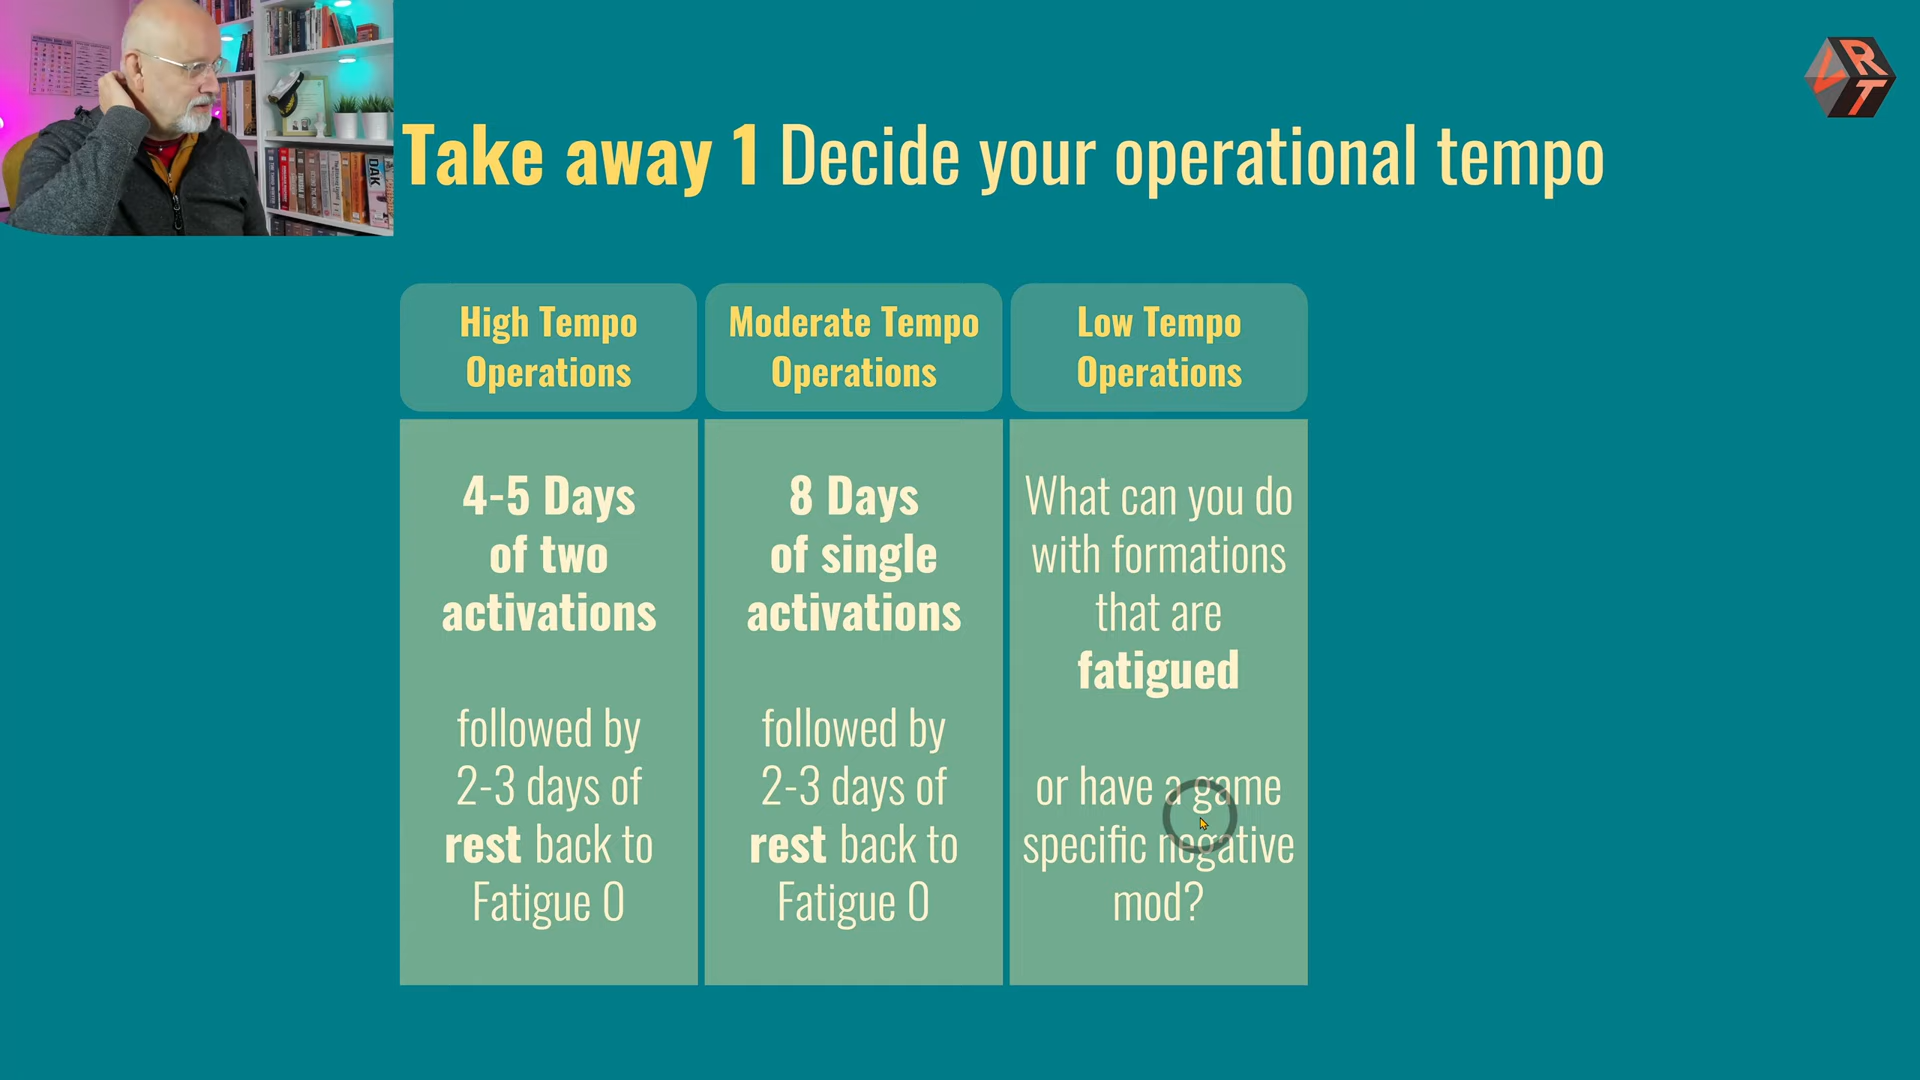 Take away 1 Decide your operational tempo
High Tempo
Operations
4-5 Days
of two
activations
followed by
2-3 days of
rest back to
Fatigue 0
Moderate Tempo
Operations
8 Days
of single
activations
followed by
2-3 days of
rest back to
Fatigue 0
Low Tempo
Operations
What can you do
with formations
that are
fatigued
or have a game
specific negative
mod?
DAK
VRT